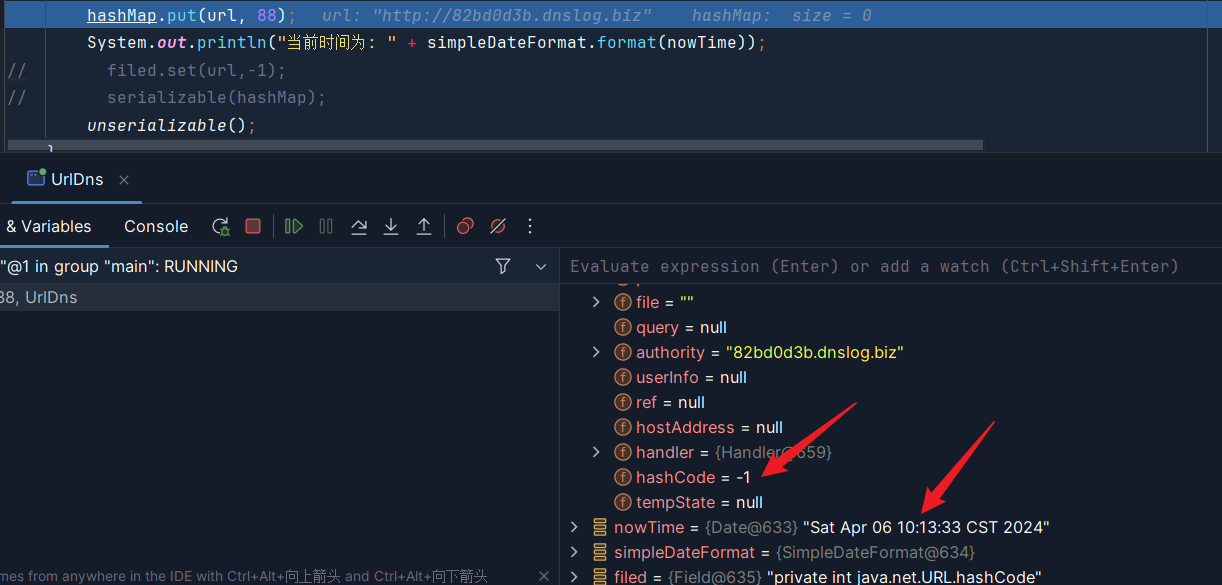 hashMap.put(url, 88); url: "http://82bd0d3b.dnslog.biz" hashMap: size = 0
System.out.println("当前时间为: " + simpleDateFormat.format(nowTime));
// filed.set(url,-1);
// serializable(hashMap);
unserializable();
}
UrlDns
& Variables
Console
"@1 in group "main": RUNNING
38, UrlDns
mes from anywhere in the IDE with Ctrl+Alt+向上箭头 and Ctrl+Alt+向下箭头
Evaluate expression (Enter) or add a watch (Ctrl+Shift+Enter)
file = ""
query = null
authority = "82bd0d3b.dnslog.biz"
userInfo = null
ref = null
hostAddress = null
handler = {Handler@659}
hashCode = -1
tempState = null
nowTime = {Date@633} "Sat Apr 06 10:13:33 CST 2024"
simpleDateFormat = {SimpleDateFormat@634}
filed = {Field@635} "private int java.net.URL.hashCode"